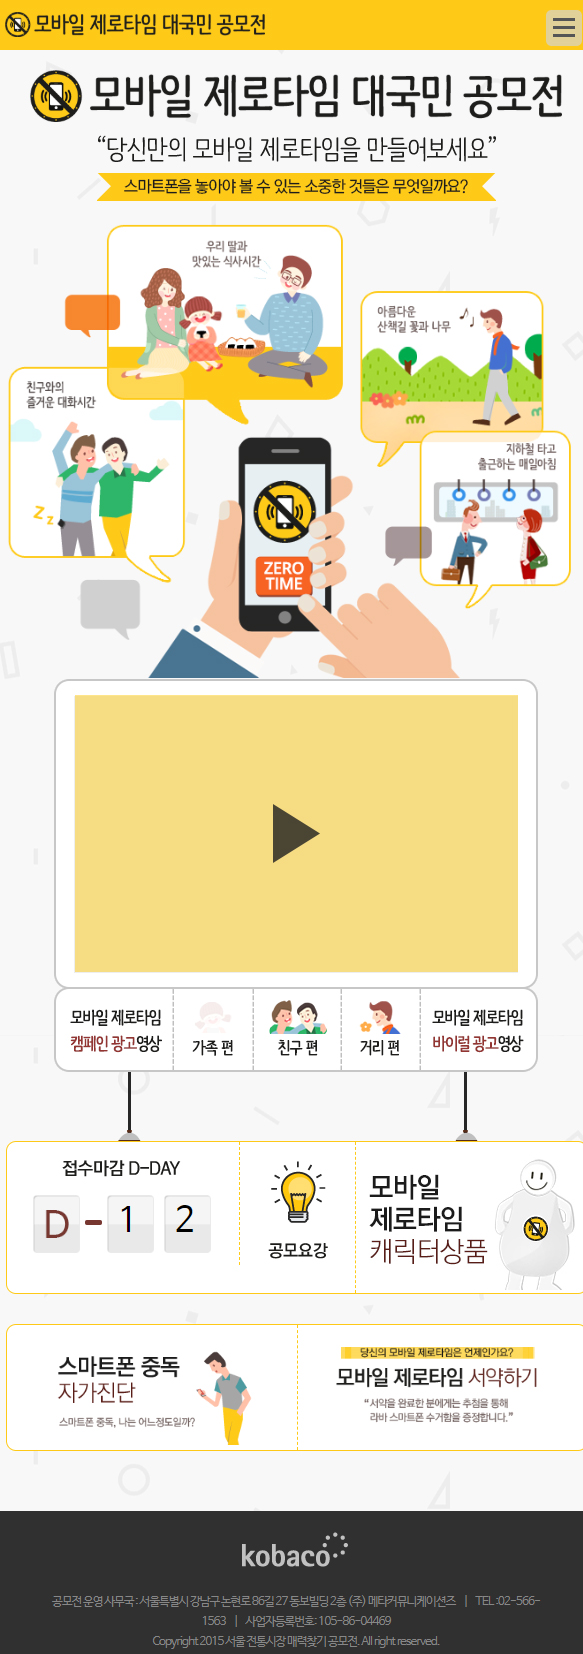 모바일 제로타임 대국민 공모전
모바일 제로타임 대국민 공모전
“당신만의 모바일 제로타임을 만들어보세요”
스마트폰을 놓아야 볼 수 있는 소중한 것들은 무엇일까요?
우리 딸과
맛있는 식사시간
아름다운
산책길 꽃과 나무
친구와의
즐거운 대화시간
지하철 타고
출근하는 매일아침
Z z
ZERO
TIME
모바일 제로타임
캠페인 광고영상
가족 편
친구 편
거리 편
모바일 제로타임
바이럴 광고영상
접수마감 D-DAY
D-12
공모요강
모바일
제로타임
캐릭터상품
스마트폰 중독
자가진단
스마트폰 중독, 나는 어느정도일까?
당신의 모바일 제로타임은 언제인가요?
모바일 제로타임 서약하기
“서약을 완료한 분에게는 추첨을 통해
라바 스마트폰 수거함을 증정합니다.”
kobaco
공모전 운영 사무국 : 서울특별시 강남구 논현로 86길 27 동보빌딩 2층 (주) 메타커뮤니케이션즈 | TEL :02-566-
1563 | 사업자등록번호: 105-86-04469
Copyright 2015 서울 전통시장 매력찾기 공모전. All right reserved.